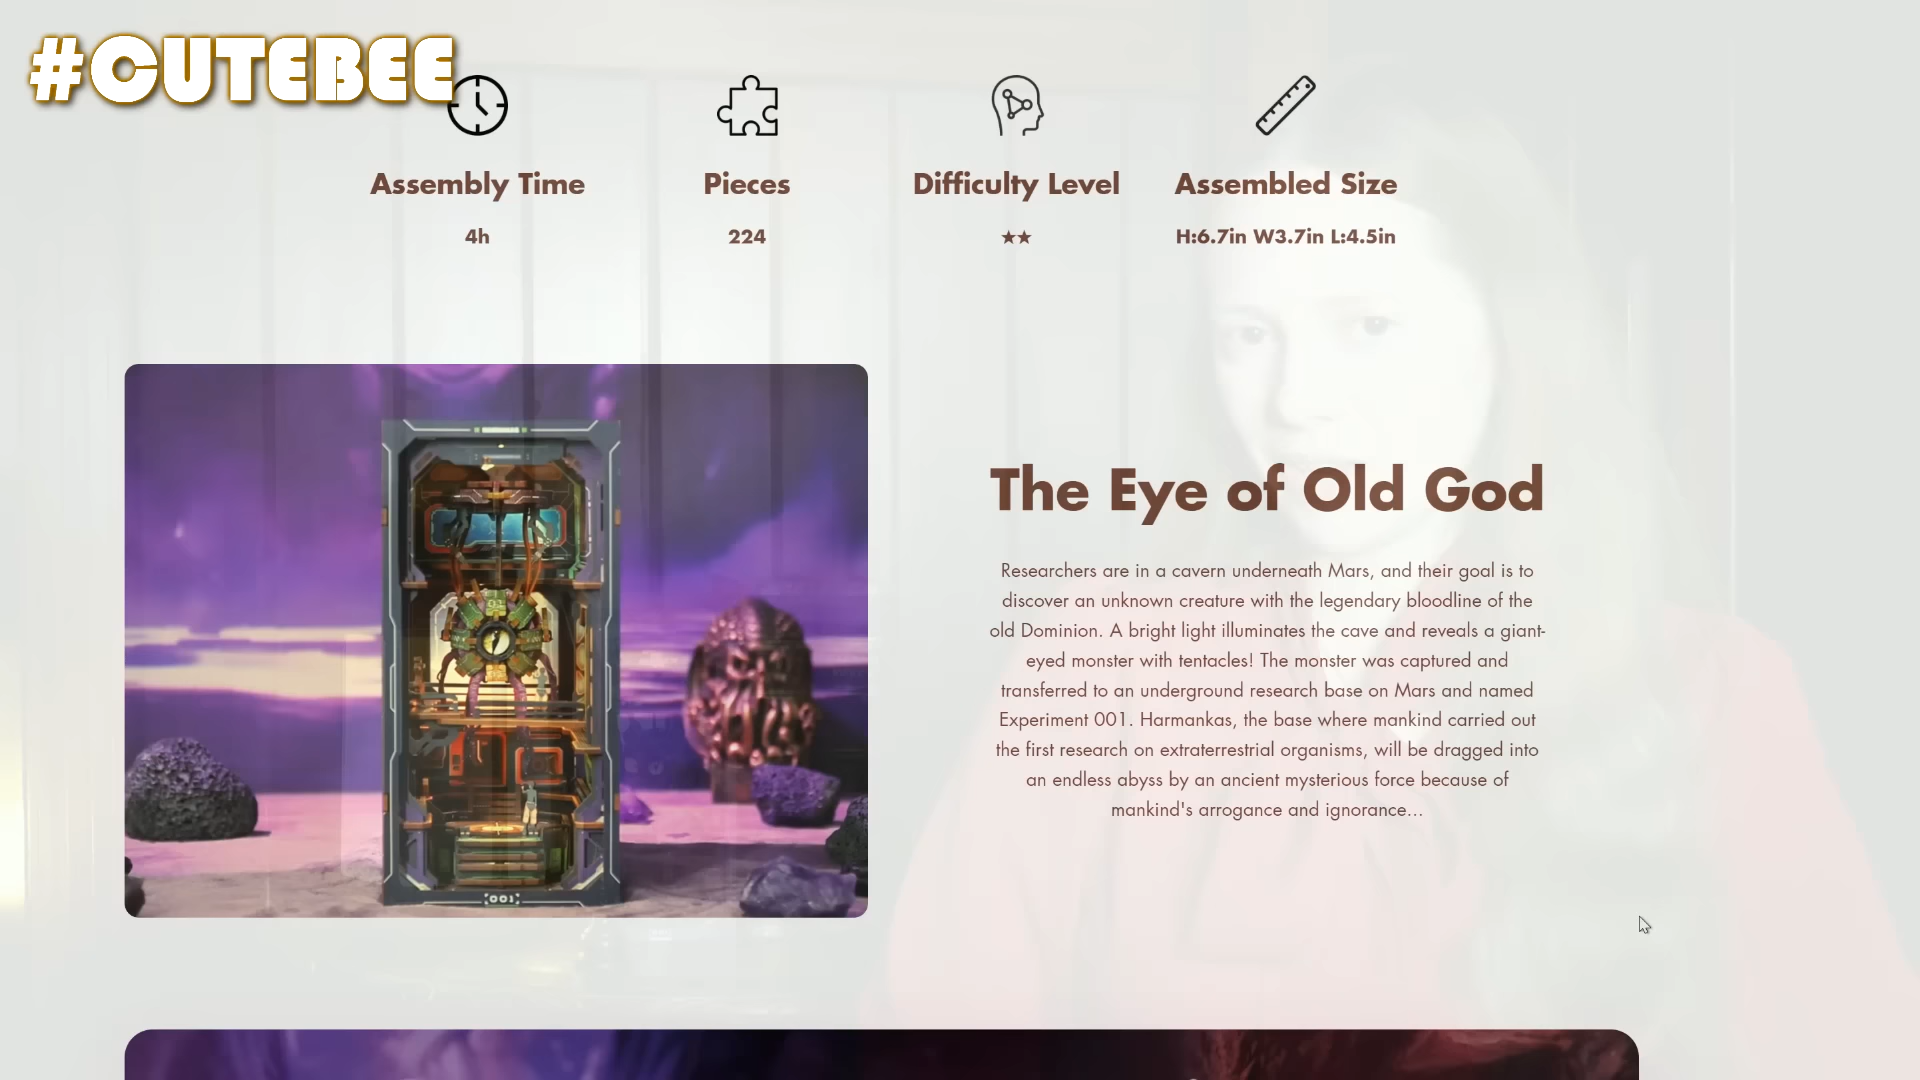 #CUTEBEE
Assembly Time
4h
Pieces
224
Difficulty Level
★★
Assembled Size
H:6.7in W3.7in L:4.5in
The Eye of Old God
Researchers are in a cavern underneath Mars, and their goal is to
discover an unknown creature with the legendary bloodline of the
old Dominion. A bright light illuminates the cave and reveals a giant-
eyed monster with tentacles! The monster was captured and
transferred to an underground research base on Mars and named
Experiment 001. Harmankas, the base where mankind carried out
the first research on extraterrestrial organisms, will be dragged into
an endless abyss by an ancient mysterious force because of
mankind's arrogance and ignorance...
001